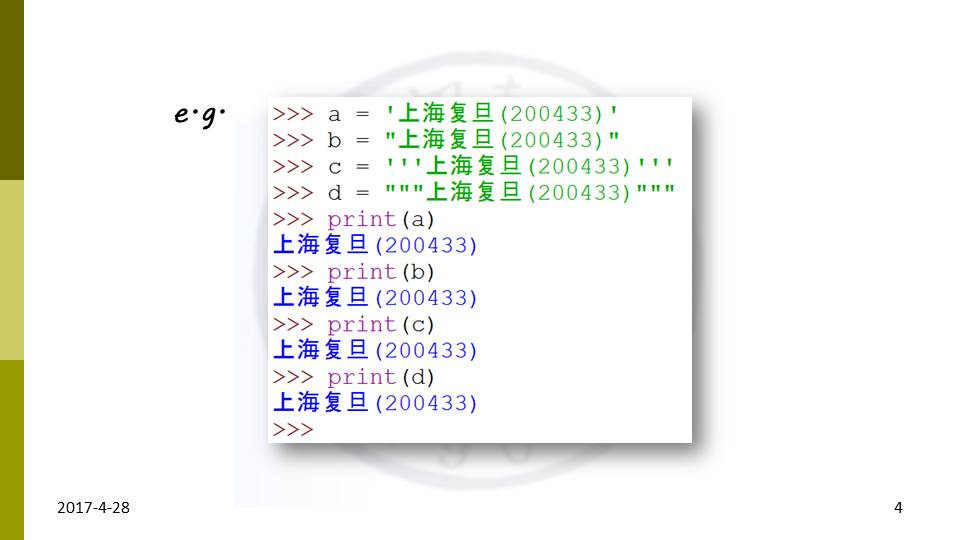 e.g.
>>> a = '上海复旦(200433)'
>>> b = "上海复旦(200433)"
>>> c = '''上海复旦(200433)'''
>>> d = """上海复旦(200433)"""
>>> print(a)
上海复旦(200433)
>>> print(b)
上海复旦(200433)
>>> print(c)
上海复旦(200433)
>>> print(d)
上海复旦(200433)
>>>
2017-4-28
4